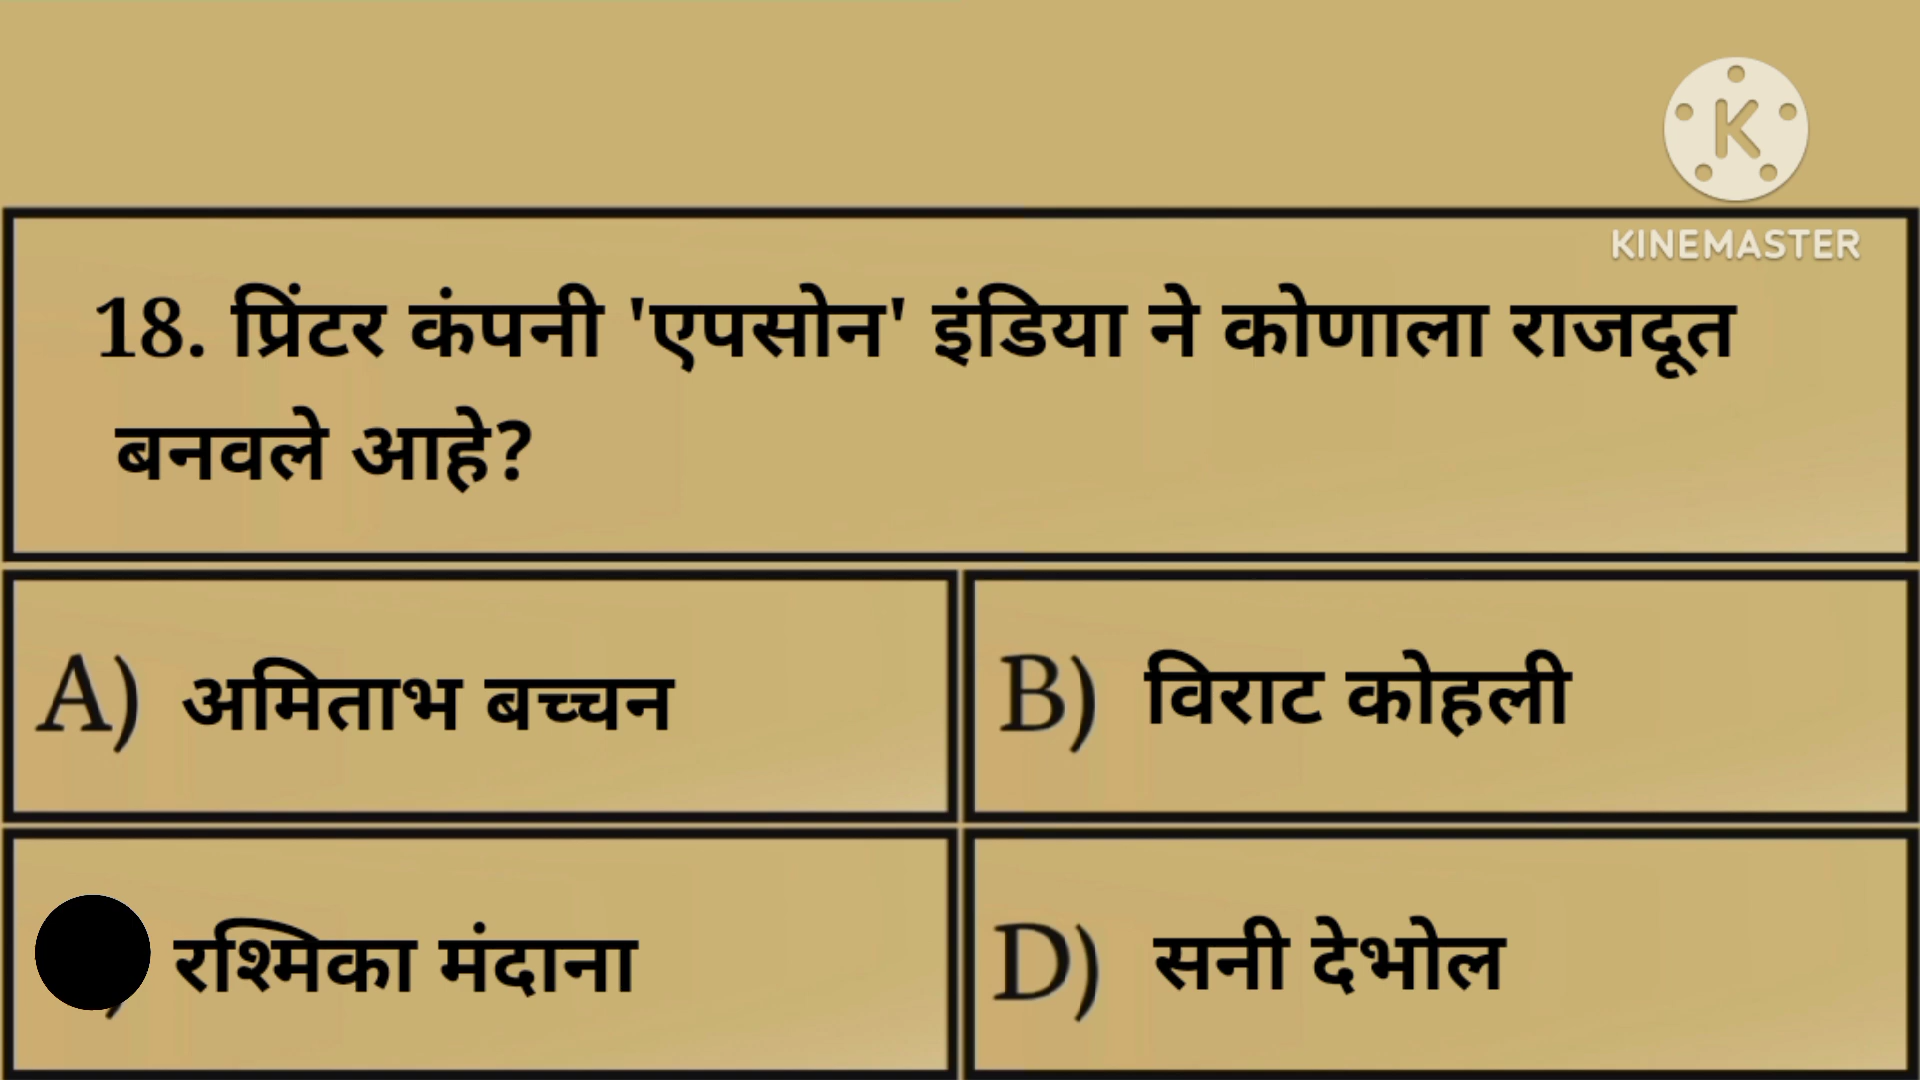 K
KINEMASTER
18. प्रिंटर कंपनी 'एपसोन' इंडिया ने कोणाला राजदूत
बनवले आहे?
A) अमिताभ बच्चन
B) विराट कोहली
रश्मिका मंदाना
D) सनी देभोल